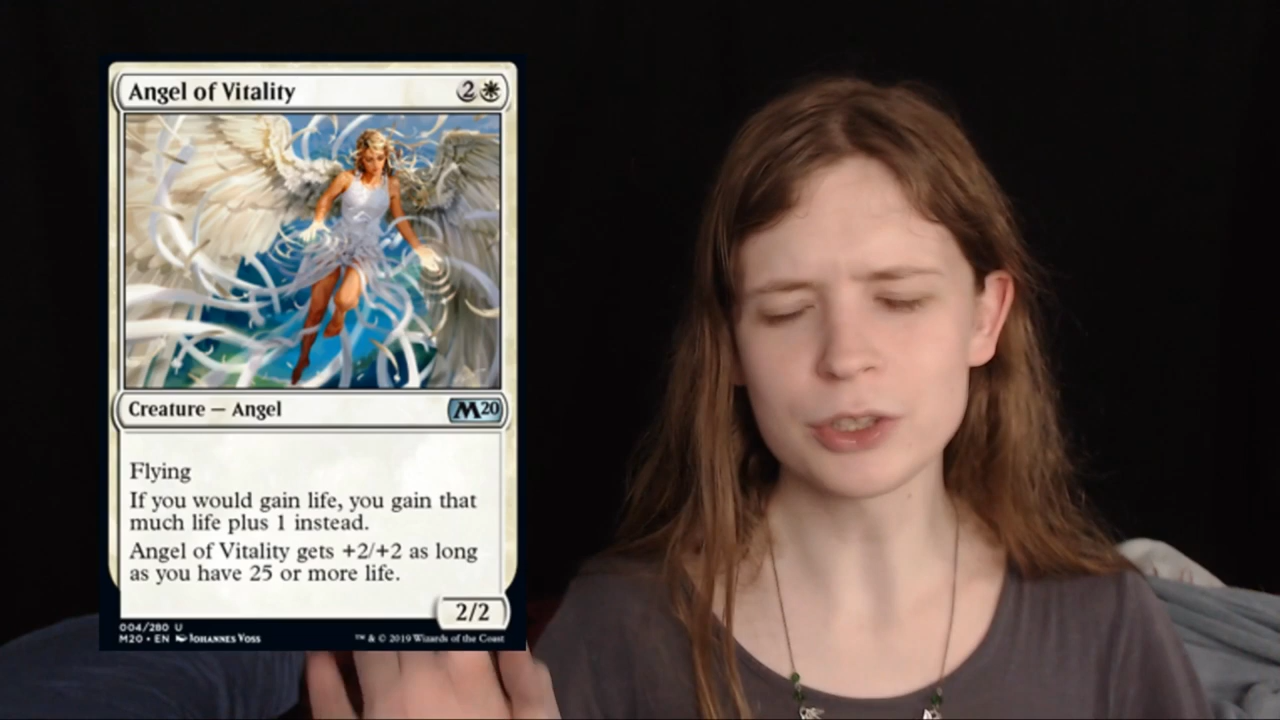 Angel of Vitality 2
Creature — Angel M20
Flying
If you would gain life, you gain that
much life plus 1 instead.
Angel of Vitality gets +2/+2 as long
as you have 25 or more life.
2/2
004/280 U
M20 • EN Johannes Voss ™ & © 2019 Wizards of the Coast